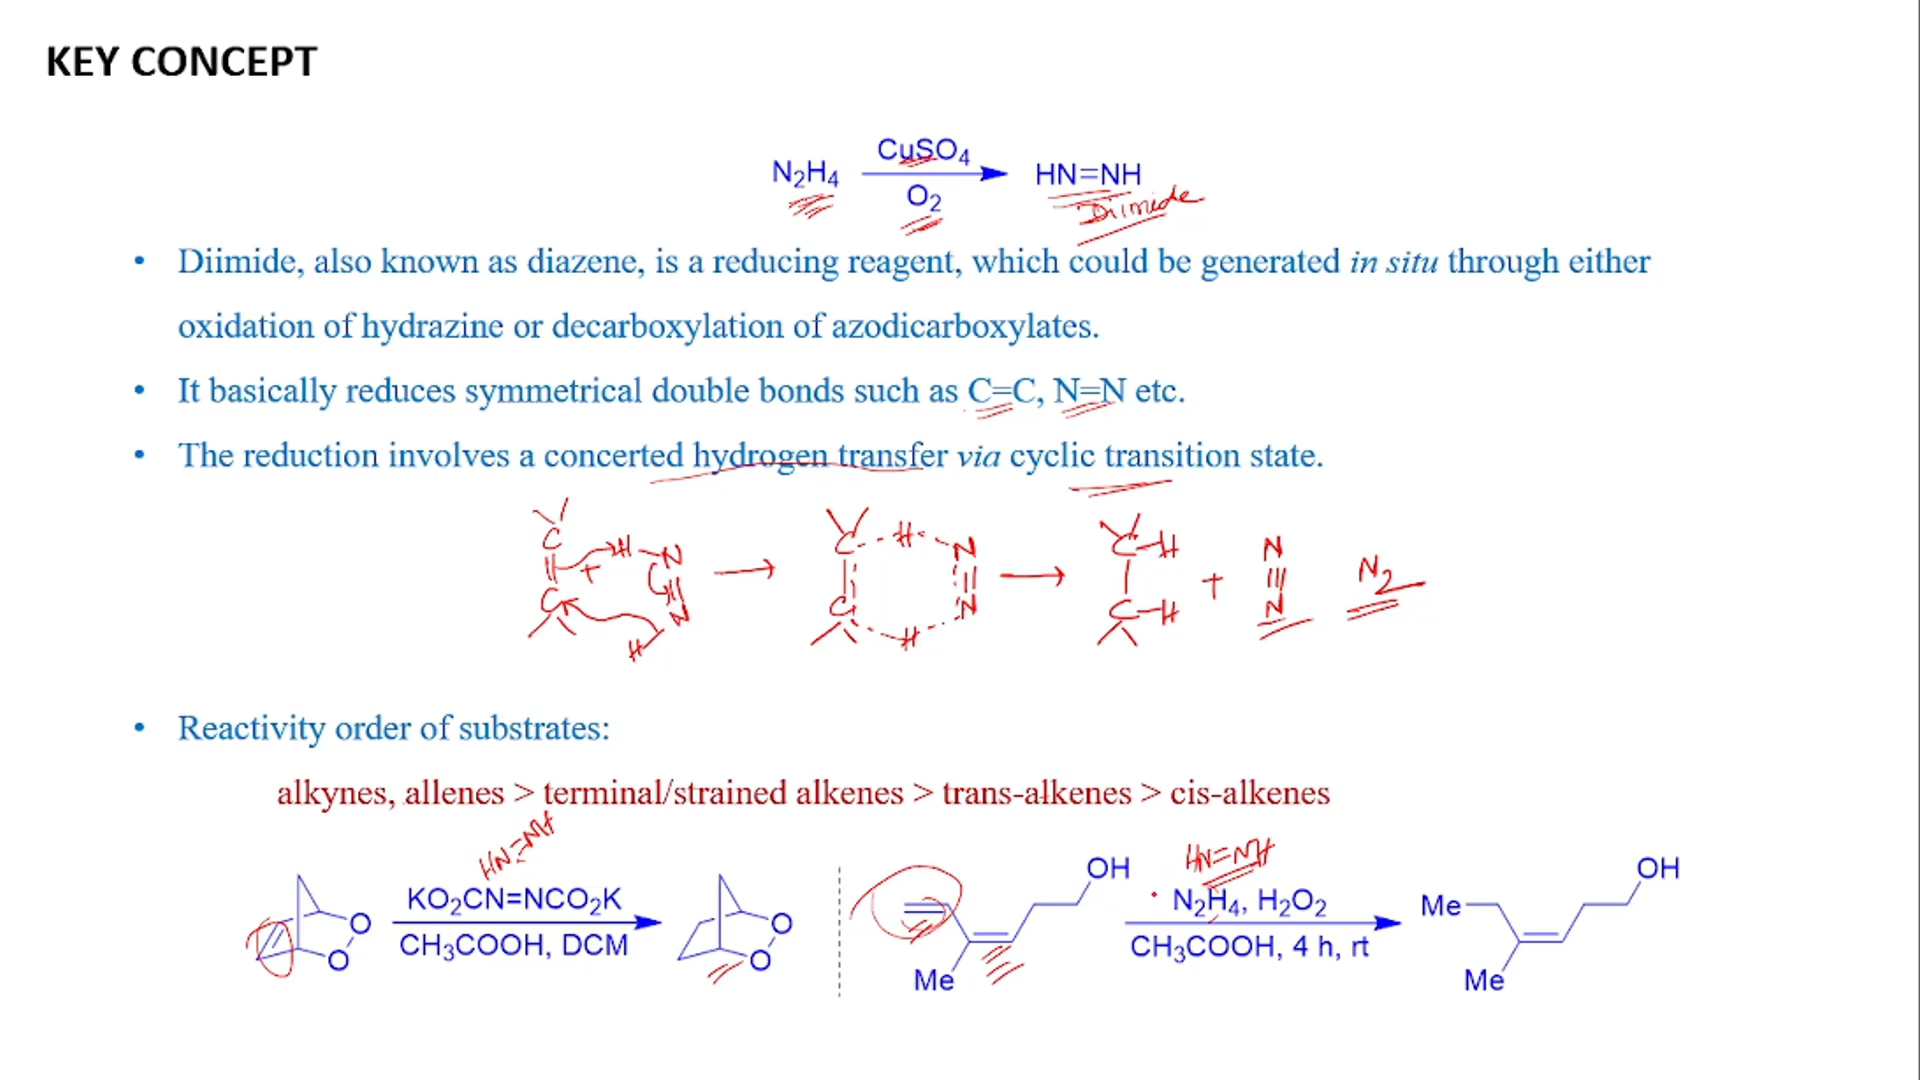 KEY CONCEPT
N₂H₄ CuSO₄ O₂ HN=NH
Diimide
• Diimide, also known as diazene, is a reducing reagent, which could be generated in situ through either
oxidation of hydrazine or decarboxylation of azodicarboxylates.
• It basically reduces symmetrical double bonds such as C=C, N=N etc.
• The reduction involves a concerted hydrogen transfer via cyclic transition state.
C H N C H N C-H N
+ → → + N₂
C H N C H N C-H N
• Reactivity order of substrates:
alkynes, allenes > terminal/strained alkenes > trans-alkenes > cis-alkenes
HN=NH
KO₂CN=NCO₂K
CH₃COOH, DCM
O O
O O
HN=NH
OH N₂H₄, H₂O₂ Me OH
CH₃COOH, 4 h, rt
Me Me